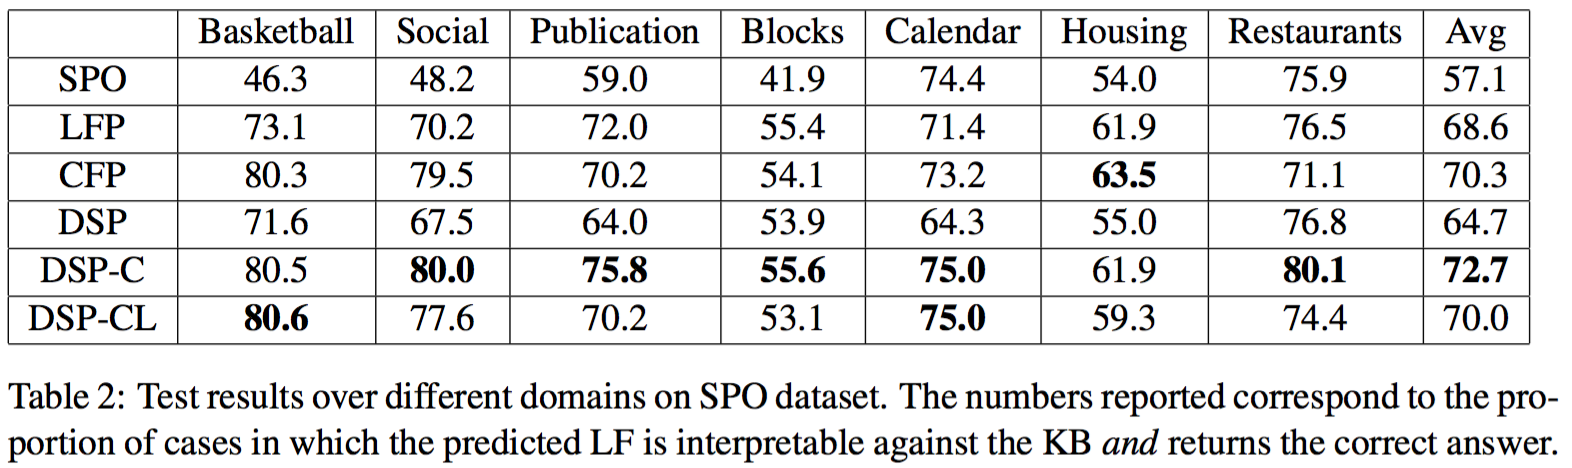 Basketball Social Publication Blocks Calendar Housing Restaurants Avg
SPO 46.3 48.2 59.0 41.9 74.4 54.0 75.9 57.1
LFP 73.1 70.2 72.0 55.4 71.4 61.9 76.5 68.6
CFP 80.3 79.5 70.2 54.1 73.2 63.5 71.1 70.3
DSP 71.6 67.5 64.0 53.9 64.3 55.0 76.8 64.7
DSP-C 80.5 80.0 75.8 55.6 75.0 61.9 80.1 72.7
DSP-CL 80.6 77.6 70.2 53.1 75.0 59.3 74.4 70.0
Table 2: Test results over different domains on SPO dataset. The numbers reported correspond to the pro-
portion of cases in which the predicted LF is interpretable against the KB and returns the correct answer.